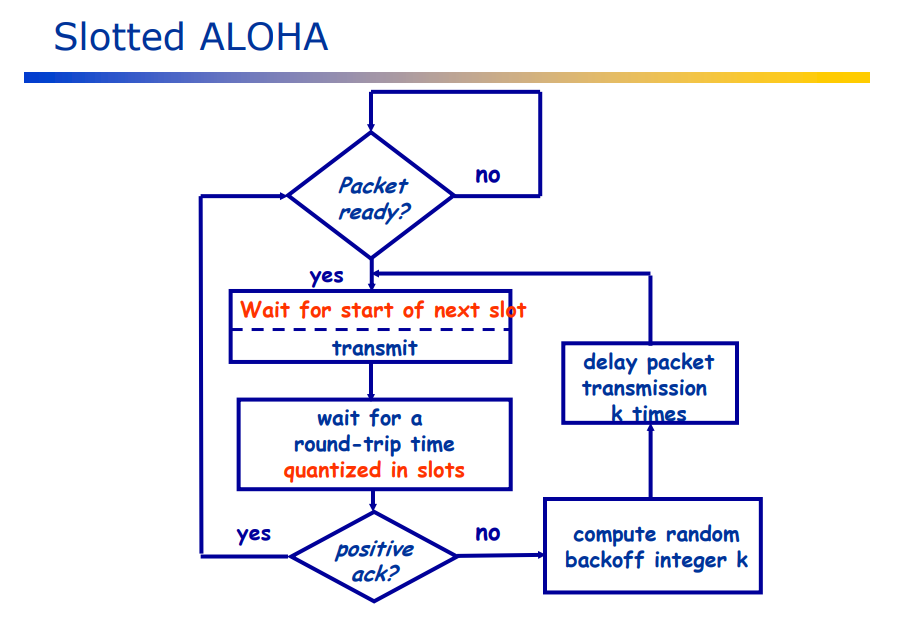 Slotted ALOHA
Packet
ready?
no
yes
Wait for start of next slot
transmit
wait for a
round-trip time
quantized in slots
positive
ack?
yes
no
compute random
backoff integer k
delay packet
transmission
k times